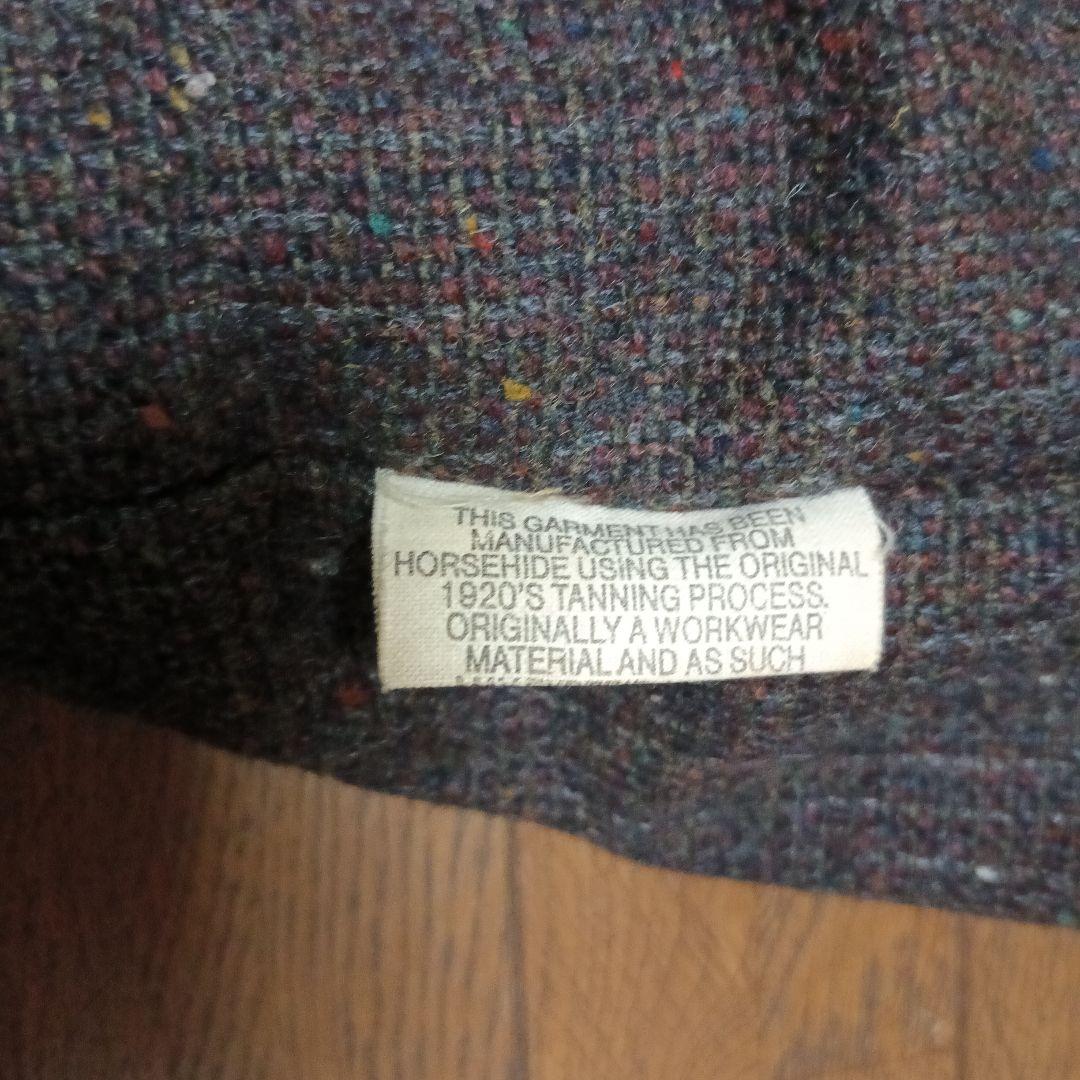 THIS GARMENT HAS BEEN
MANUFACTURED FROM
HORSEHIDE USING THE ORIGINAL
1920'S TANNING PROCESS.
ORIGINALLY A WORKWEAR
MATERIAL AND AS SUCH